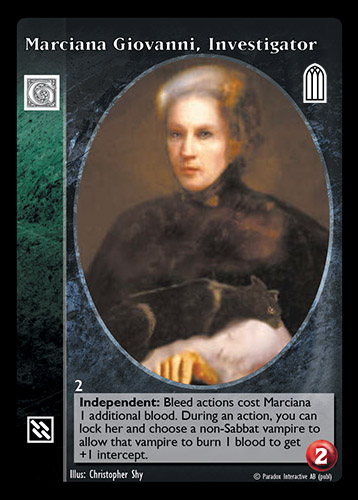 Marciana Giovanni, Investigator
G
2
Independent: Bleed actions cost Marciana
1 additional blood. During an action, you can
lock her and choose a non-Sabbat vampire to
allow that vampire to burn 1 blood to get
+1 intercept.
2
Illus: Christopher Shy
© Paradox Interactive AB (publ)